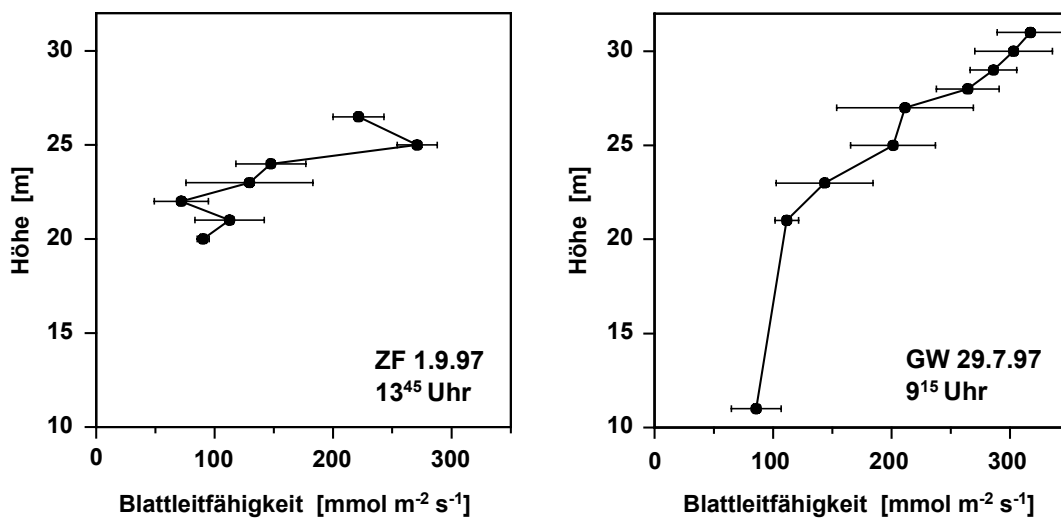 30
25
20
15
10
Höhe [m]
ZF 1.9.97
13⁴⁵ Uhr
0
100
200
300
Blattleitfähigkeit [mmol m⁻² s⁻¹]
30
25
20
15
10
Höhe [m]
GW 29.7.97
9¹⁵ Uhr
0
100
200
300
Blattleitfähigkeit [mmol m⁻² s⁻¹]